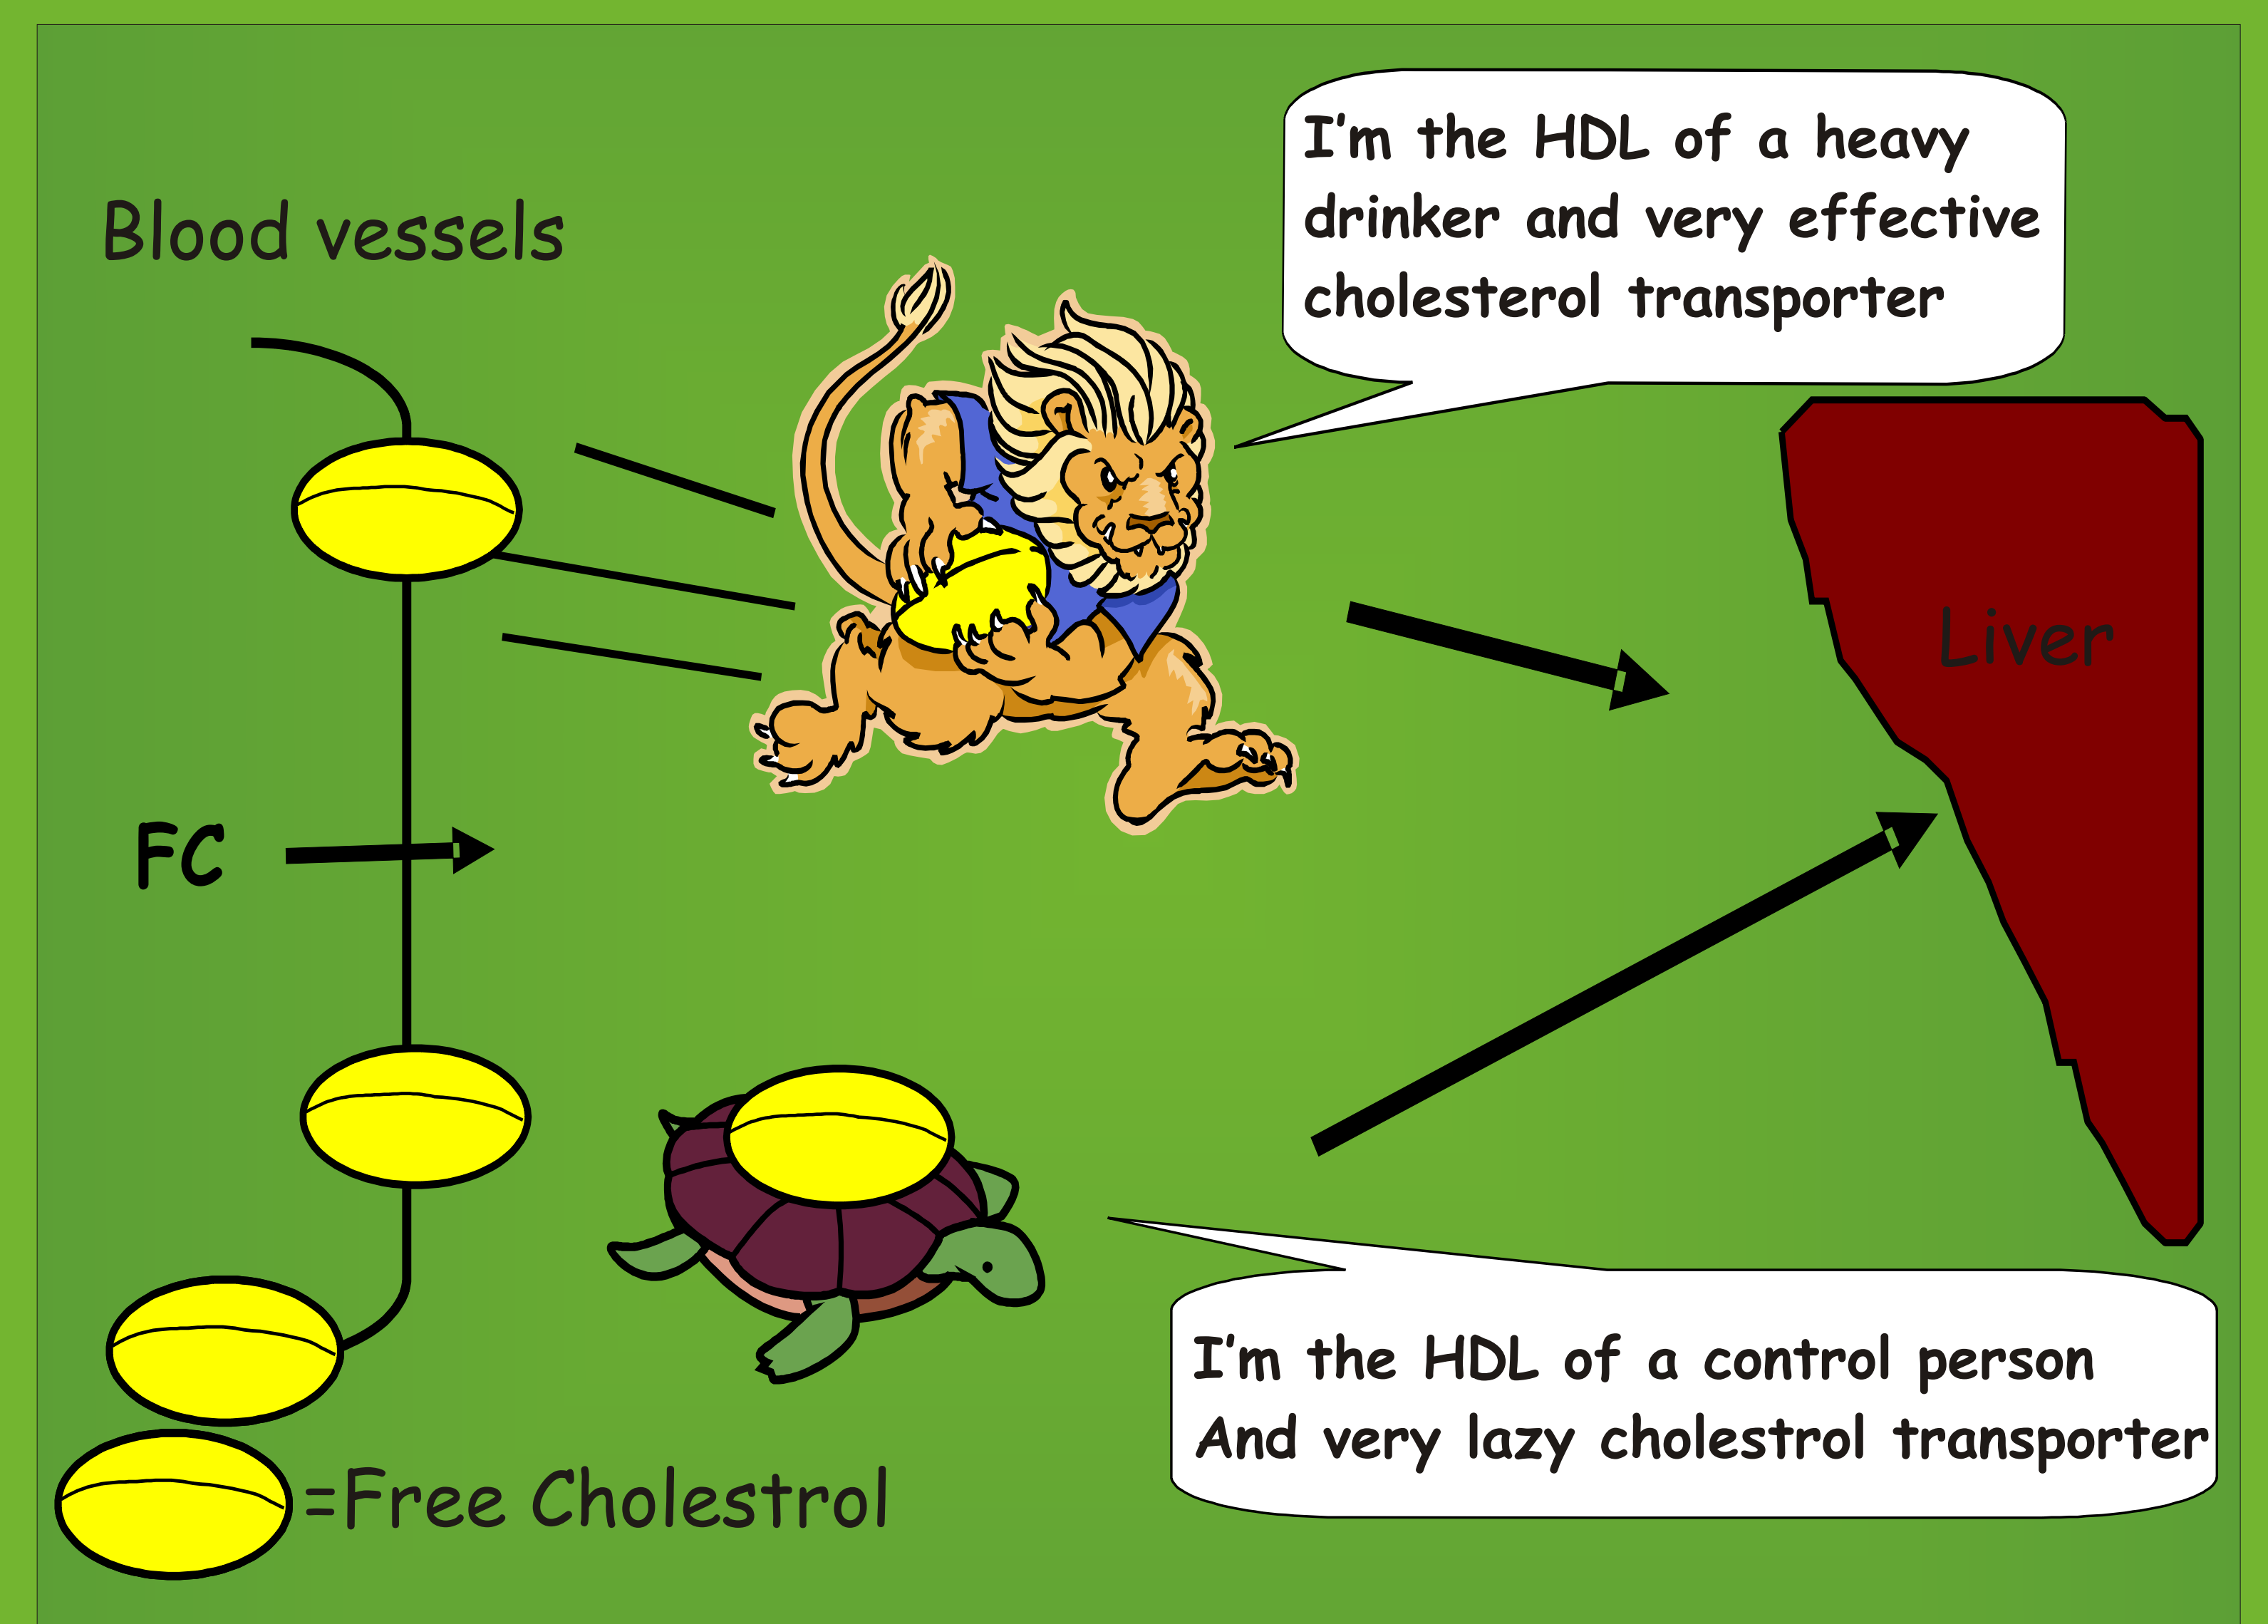 I'm the HDL of a heavy
drinker and very effective
cholesterol transporter
Blood vessels
Liver
FC
I'm the HDL of a control person
And very lazy cholestrol transporter
=Free Cholestrol